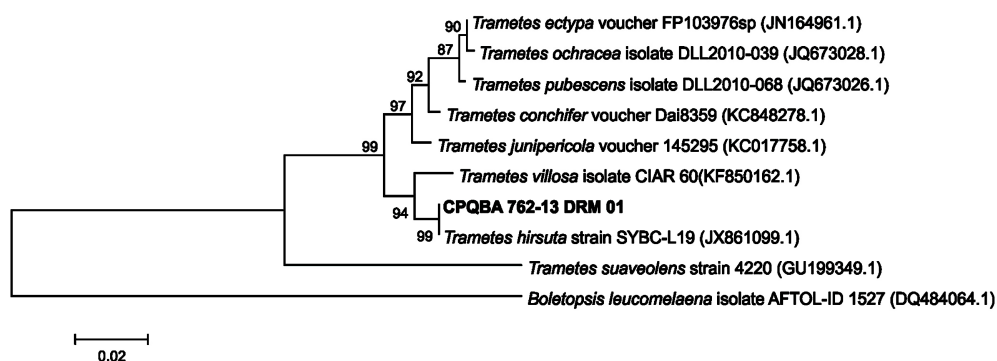 90
Trametes ectypa voucher FP103976sp (JN164961.1)
87
Trametes ochracea isolate DLL2010-039 (JQ673028.1)
92
Trametes pubescens isolate DLL2010-068 (JQ673026.1)
97
Trametes conchifer voucher Dai8359 (KC848278.1)
99
Trametes junipericola voucher 145295 (KC017758.1)
Trametes villosa isolate CIAR 60(KF850162.1)
94
CPQBA 762-13 DRM 01
99
Trametes hirsuta strain SYBC-L19 (JX861099.1)
Trametes suaveolens strain 4220 (GU199349.1)
Boletopsis leucomelaena isolate AFTOL-ID 1527 (DQ484064.1)
0.02